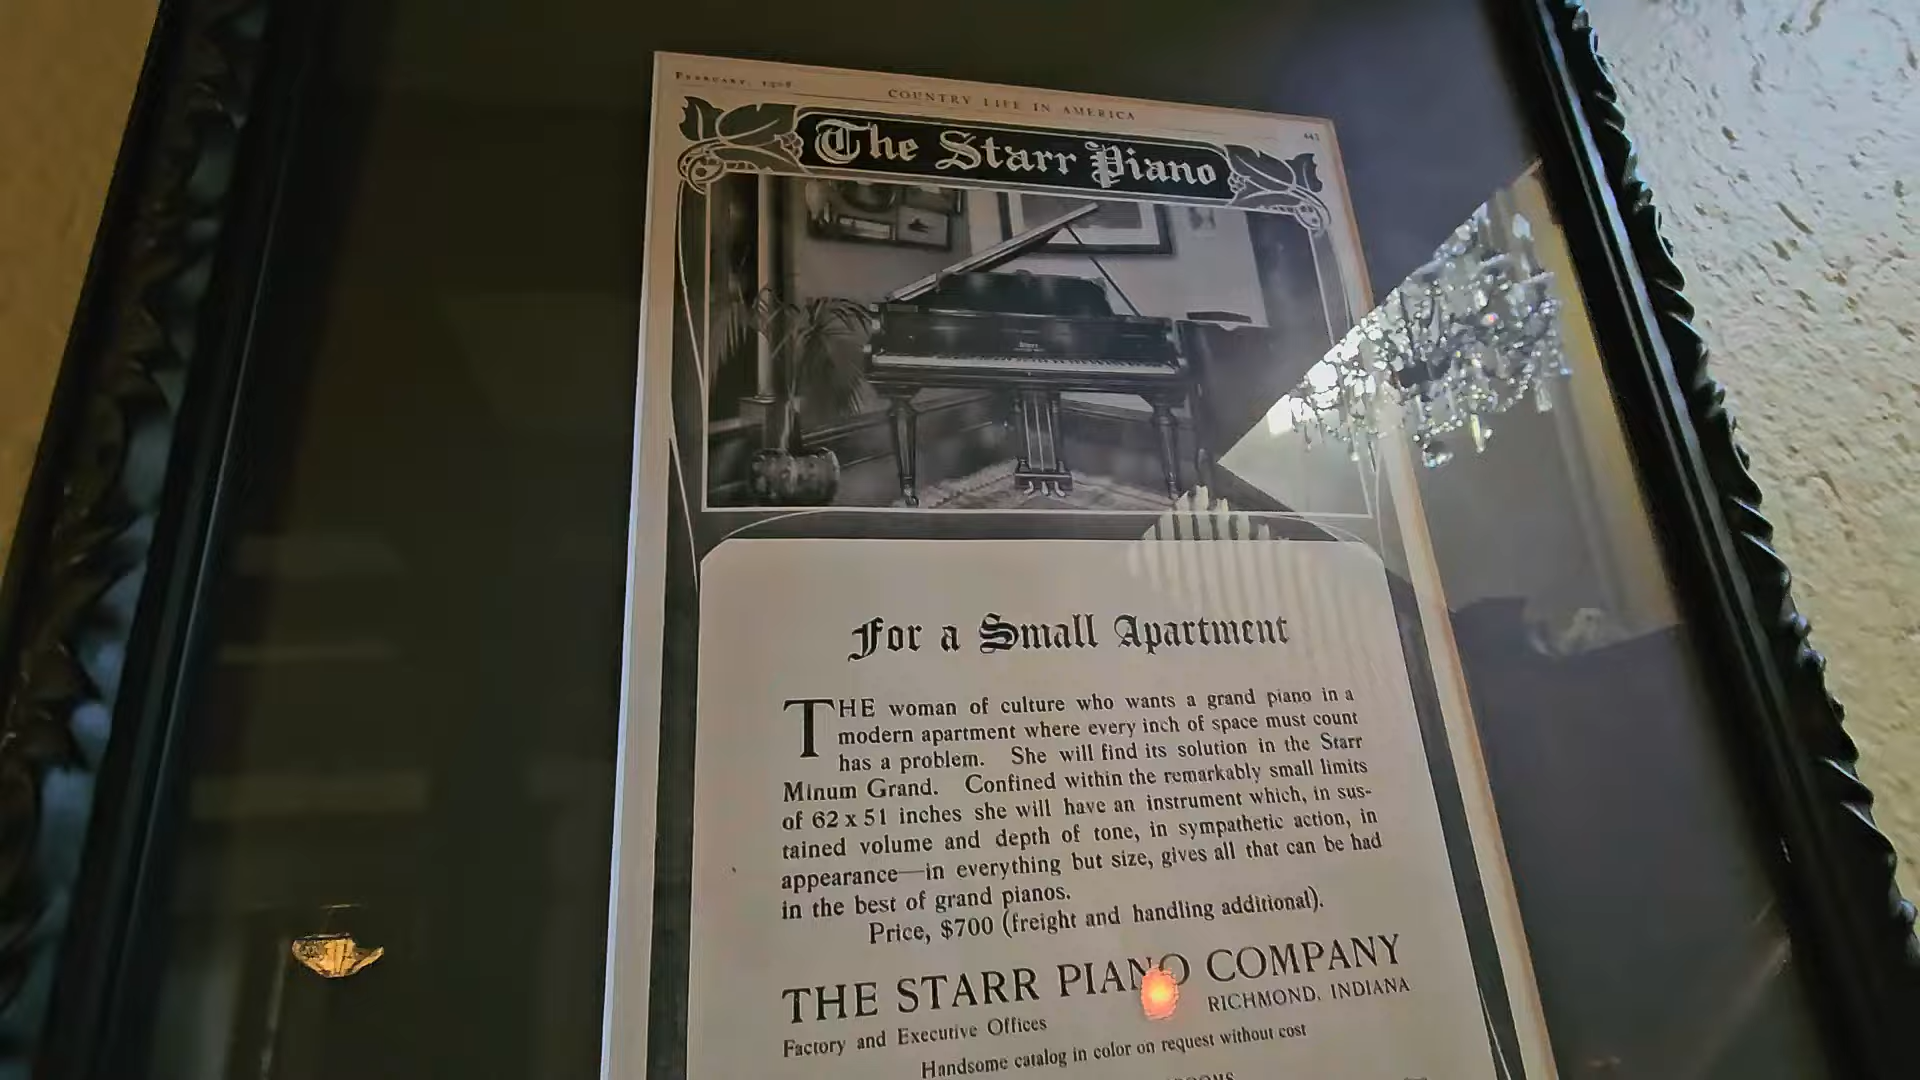 COUNTRY LIFE IN AMERICA
The Starr Piano
For a Small Apartment
THE woman of culture who wants a grand piano in a
modern apartment where every inch of space must count
has a problem. She will find its solution in the Starr
Minum Grand. Confined within the remarkably small limits
of 62 x 51 inches she will have an instrument which, in sus-
tained volume and depth of tone, in sympathetic action, in
appearance—in everything but size, gives all that can be had
in the best of grand pianos.
Price, $700 (freight and handling additional).
THE STARR PIANO COMPANY
Factory and Executive Offices
RICHMOND, INDIANA
Handsome catalog in color on request without cost